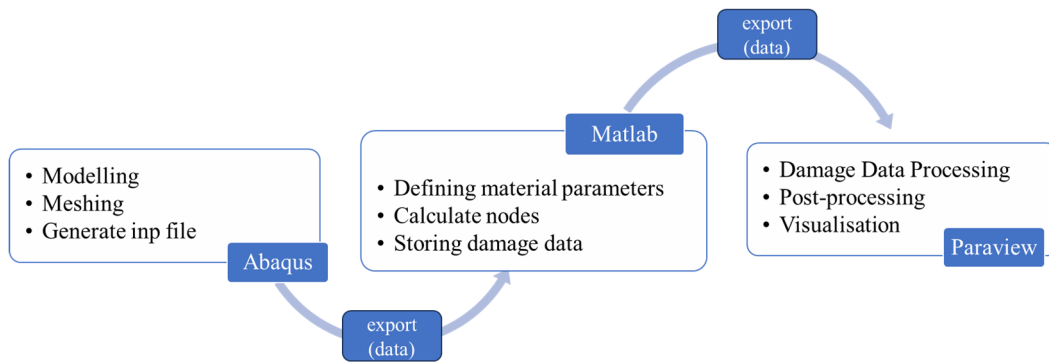 • Modelling
• Meshing
• Generate inp file
Abaqus
export
(data)
Matlab
• Defining material parameters
• Calculate nodes
• Storing damage data
export
(data)
• Damage Data Processing
• Post-processing
• Visualisation
Paraview